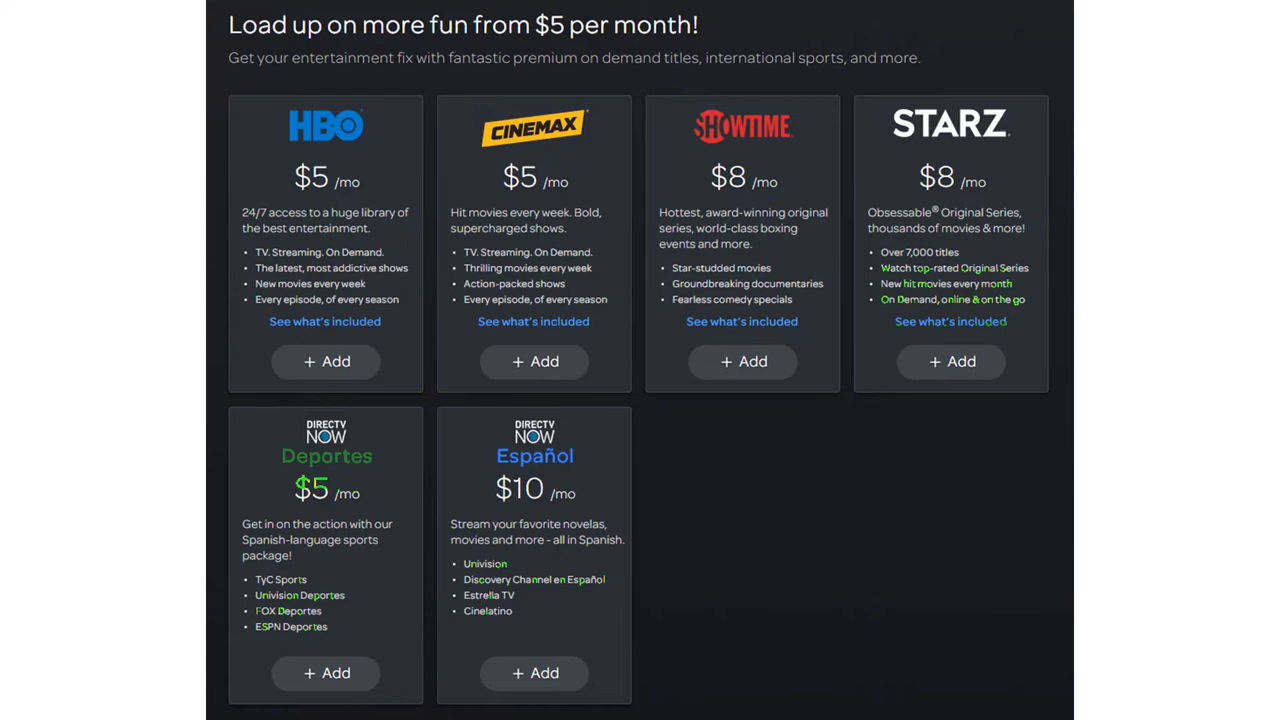 Load up on more fun from $5 per month!
Get your entertainment fix with fantastic premium on demand titles, international sports, and more.
HBO®
$5 /mo
24/7 access to a huge library of
the best entertainment.
• TV. Streaming. On Demand.
• The latest, most addictive shows
• New movies every week
• Every episode, of every season
See what's included
+ Add
CINEMAX®
$5 /mo
Hit movies every week. Bold,
supercharged shows.
• TV. Streaming. On Demand.
• Thrilling movies every week
• Action-packed shows
• Every episode, of every season
See what's included
+ Add
SHOWTIME®
$8 /mo
Hottest, award-winning original
series, world-class boxing
events and more.
• Star-studded movies
• Groundbreaking documentaries
• Fearless comedy specials
See what's included
+ Add
STARZ
$8 /mo
Obsessable® Original Series,
thousands of movies & more!
• Over 7,000 titles
• Watch top-rated Original Series
• New hit movies every month
• On Demand, online & on the go
See what's included
+ Add
DIRECTV
NOW
Deportes
$5 /mo
Get in on the action with our
Spanish-language sports
package!
• TyC Sports
• Univision Deportes
• FOX Deportes
• ESPN Deportes
+ Add
DIRECTV
NOW
Español
$10 /mo
Stream your favorite novelas,
movies and more - all in Spanish.
• Univision
• Discovery Channel en Español
• Estrella TV
• Cinelatino
+ Add